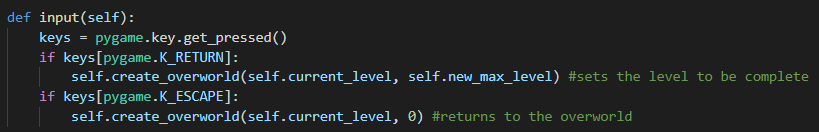 def input(self):
    keys = pygame.key.get_pressed()
    if keys[pygame.K_RETURN]:
        self.create_overworld(self.current_level, self.new_max_level) #sets the level to be complete
    if keys[pygame.K_ESCAPE]:
        self.create_overworld(self.current_level, 0) #returns to the overworld